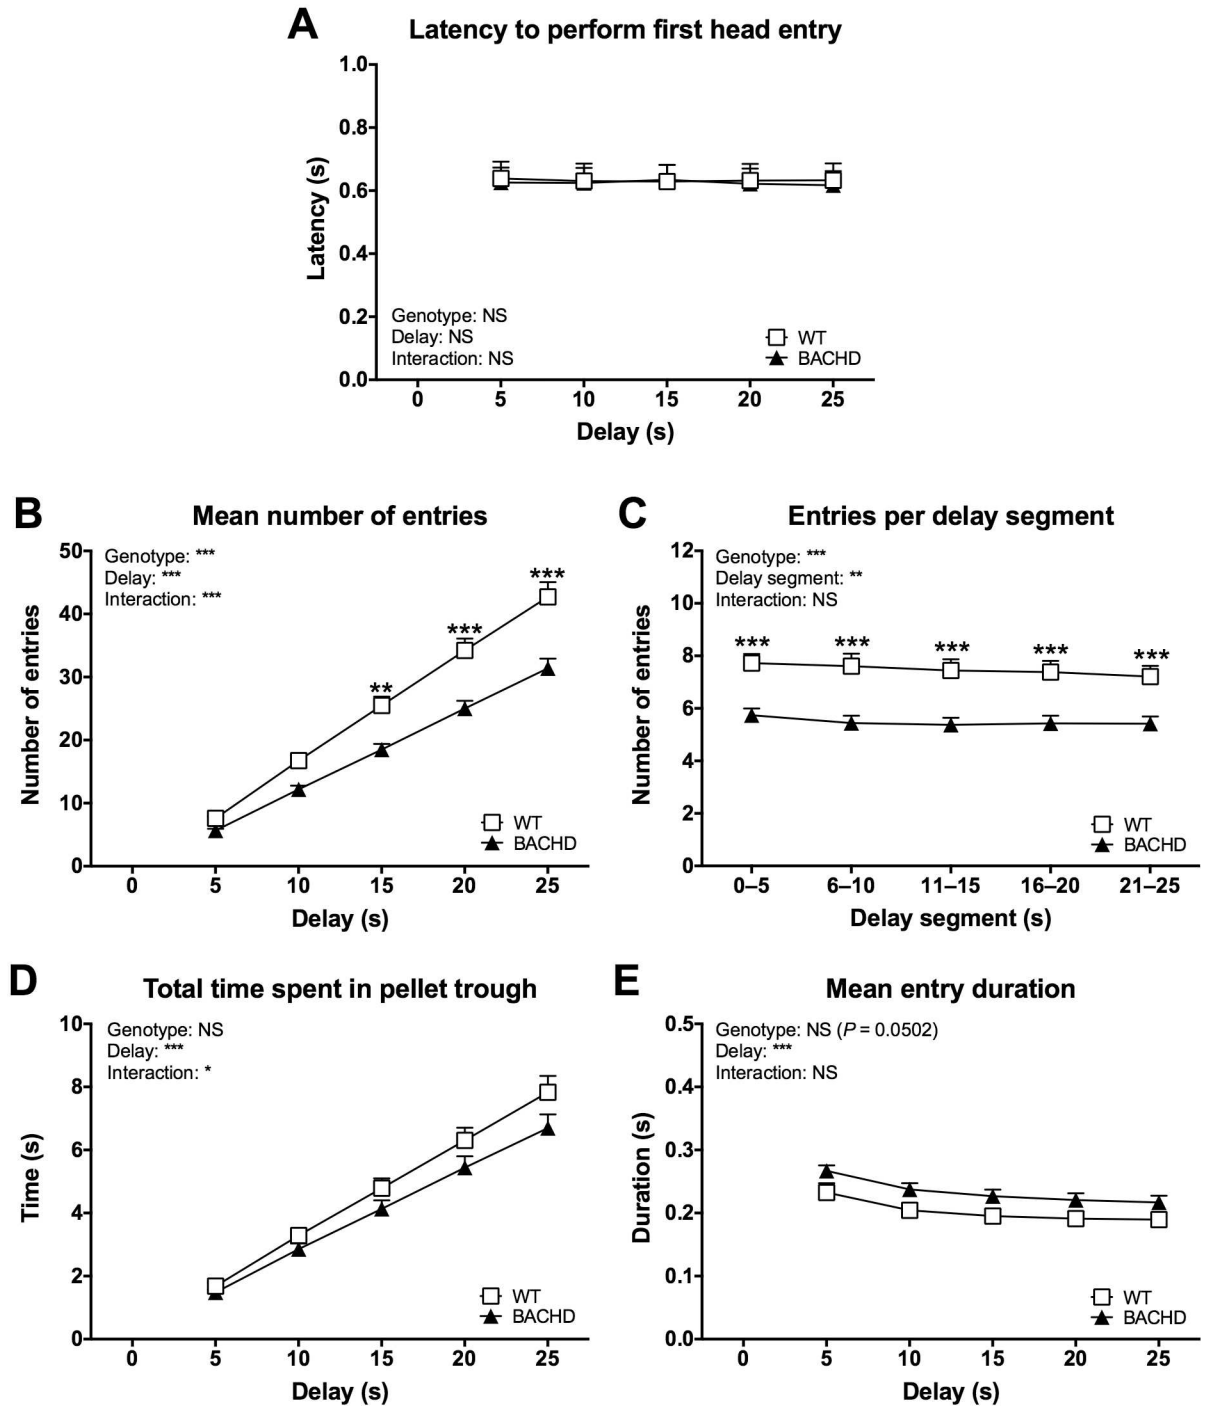 A Latency to perform first head entry
1.0
0.8
0.6
0.4
0.2
0.0
Latency (s)
Genotype: NS
Delay: NS
Interaction: NS
WT
BACHD
0 5 10 15 20 25
Delay (s)
B Mean number of entries
50
40
30
20
10
0
Number of entries
Genotype: ***
Delay: ***
Interaction: ***
**
***
***
WT
BACHD
0 5 10 15 20 25
Delay (s)
C Entries per delay segment
12
10
8
6
4
2
0
Number of entries
Genotype: ***
Delay segment: **
Interaction: NS
*** *** *** *** ***
WT
BACHD
0–5 6–10 11–15 16–20 21–25
Delay segment (s)
D Total time spent in pellet trough
10
8
6
4
2
0
Time (s)
Genotype: NS
Delay: ***
Interaction: *
WT
BACHD
0 5 10 15 20 25
Delay (s)
E Mean entry duration
0.5
0.4
0.3
0.2
0.1
0.0
Duration (s)
Genotype: NS (P = 0.0502)
Delay: ***
Interaction: NS
WT
BACHD
0 5 10 15 20 25
Delay (s)